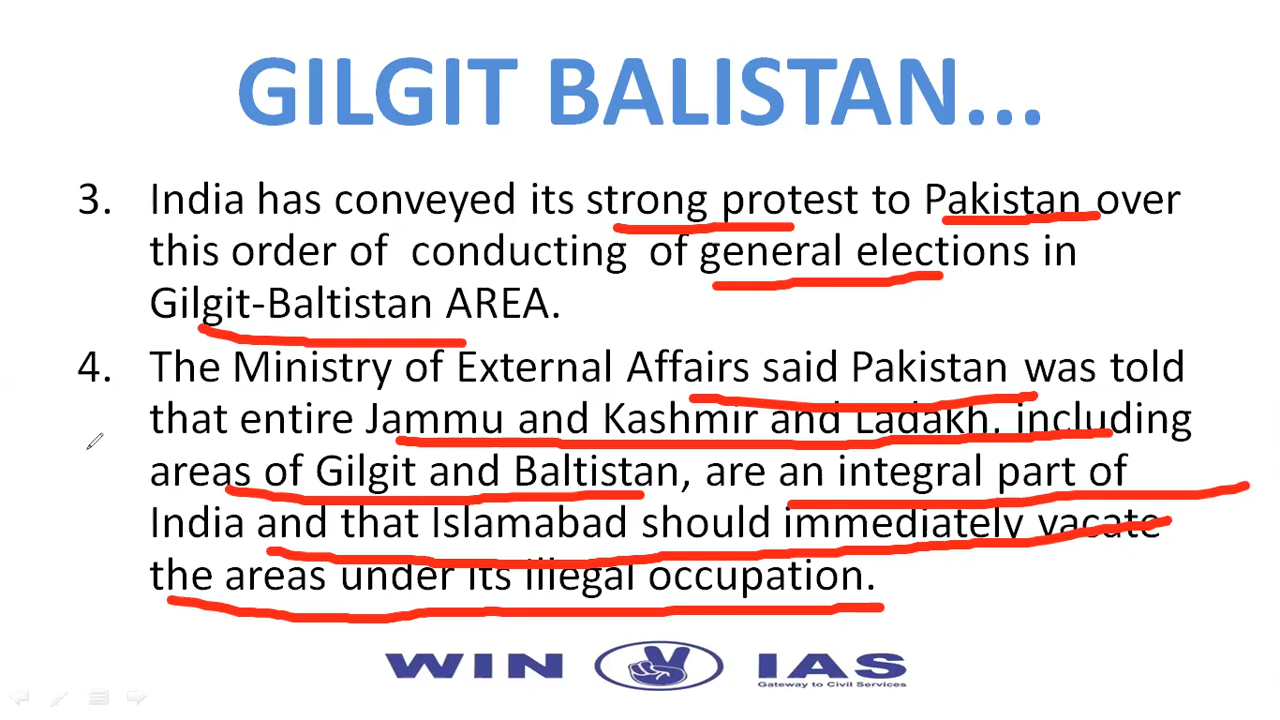 GILGIT BALISTAN...
3. India has conveyed its strong protest to Pakistan over
this order of conducting of general elections in
Gilgit-Baltistan AREA.
4. The Ministry of External Affairs said Pakistan was told
that entire Jammu and Kashmir and Ladakh, including
areas of Gilgit and Baltistan, are an integral part of
India and that Islamabad should immediately vacate
the areas under its illegal occupation.
WIN IAS
Gateway to Civil Services